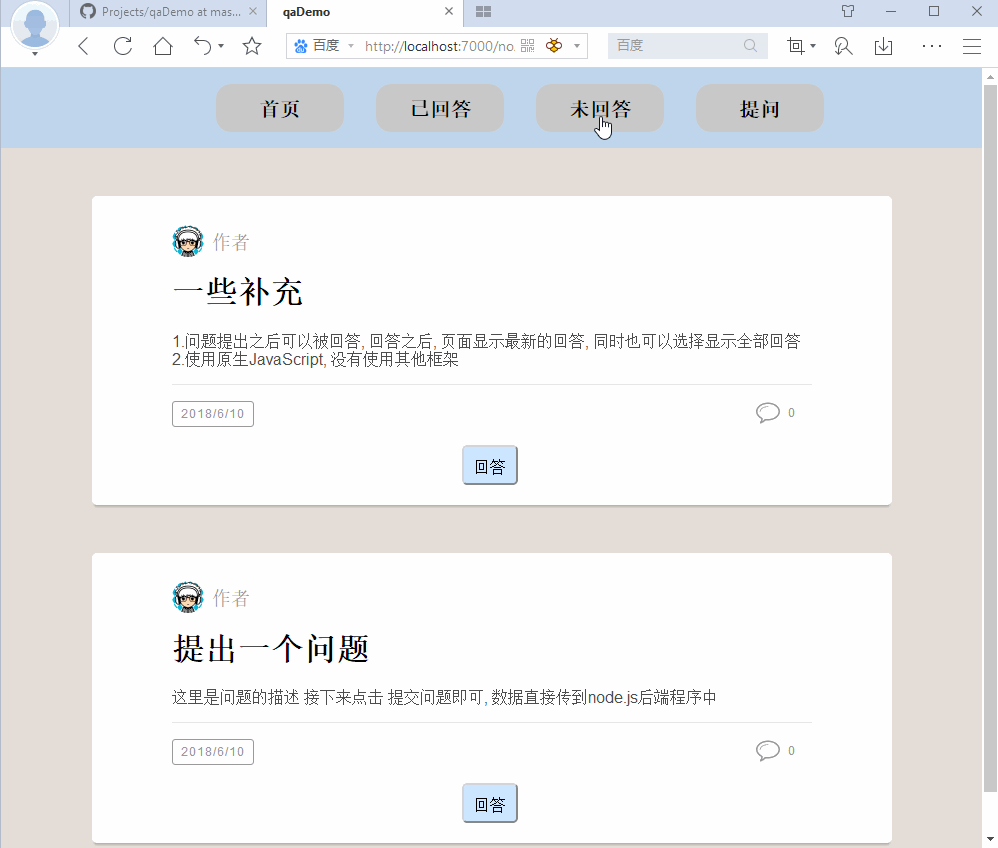 Projects/qaDemo at mas...
qaDemo
百度
http://localhost:7000/no.
百度
首页
已回答
未回答
提问
作者
一些补充
1.问题提出之后可以被回答, 回答之后, 页面显示最新的回答, 同时也可以选择显示全部回答
2.使用原生JavaScript, 没有使用其他框架
2018/6/10
0
回答
作者
提出一个问题
这里是问题的描述 接下来点击 提交问题即可, 数据直接传到node.js后端程序中
2018/6/10
0
回答